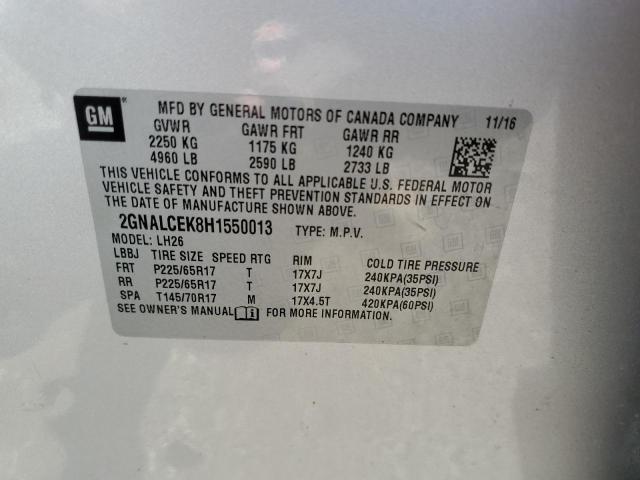 GM
MFD BY GENERAL MOTORS OF CANADA COMPANY 11/16
GVWR GAWR FRT GAWR RR
2250 KG 1175 KG 1240 KG
4960 LB 2590 LB 2733 LB
THIS VEHICLE CONFORMS TO ALL APPLICABLE U.S. FEDERAL MOTOR
VEHICLE SAFETY AND THEFT PREVENTION STANDARDS IN EFFECT ON
THE DATE OF MANUFACTURE SHOWN ABOVE.
2GNALCEK8H1550013 TYPE: M.P.V.
MODEL: LH26
LBBJ TIRE SIZE SPEED RTG RIM COLD TIRE PRESSURE
FRT P225/65R17 T 17X7J 240KPA(35PSI)
RR P225/65R17 T 17X7J 240KPA(35PSI)
SPA T145/70R17 M 17X4.5T 420KPA(60PSI)
SEE OWNER'S MANUAL FOR MORE INFORMATION.